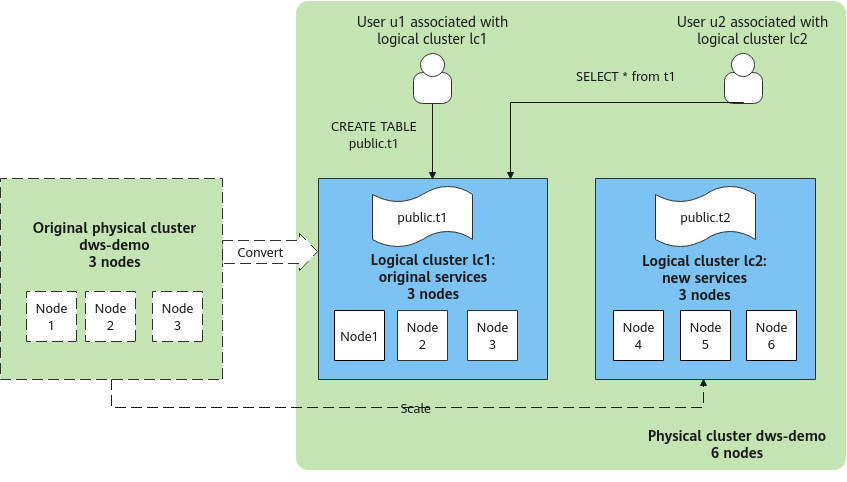 User u1 associated with
logical cluster lc1
User u2 associated with
logical cluster lc2
SELECT * from t1
CREATE TABLE
public.t1
Original physical cluster
dws-demo
3 nodes
Node
1
Node
2
Node
3
Convert
public.t1
Logical cluster lc1:
original services
3 nodes
Node1
Node
2
Node
3
public.t2
Logical cluster lc2:
new services
3 nodes
Node
4
Node
5
Node
6
Scale
Physical cluster dws-demo
6 nodes